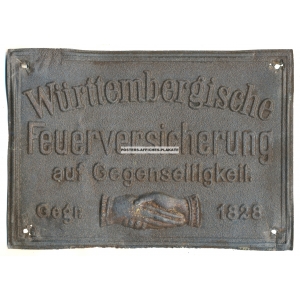 Württembergische
Feuerversicherung
auf Gegenseitigkeit.
Gegr. 1828